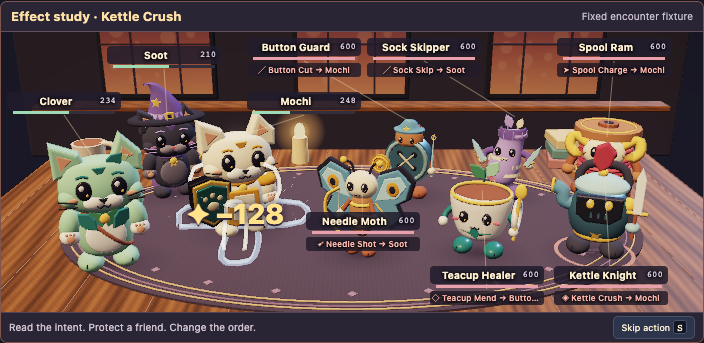 Effect study · Kettle Crush
Fixed encounter fixture
Soot 210
Button Guard 600
⟋ Button Cut → Mochi
Sock Skipper 600
⟋ Sock Skip → Soot
Spool Ram 600
➤ Spool Charge → Mochi
Clover 234
Mochi 248
✦ −128
Needle Moth 600
➶ Needle Shot → Soot
Teacup Healer 600
◇ Teacup Mend → Butto…
Kettle Knight 600
◈ Kettle Crush → Mochi
Read the intent. Protect a friend. Change the order.
Skip action S